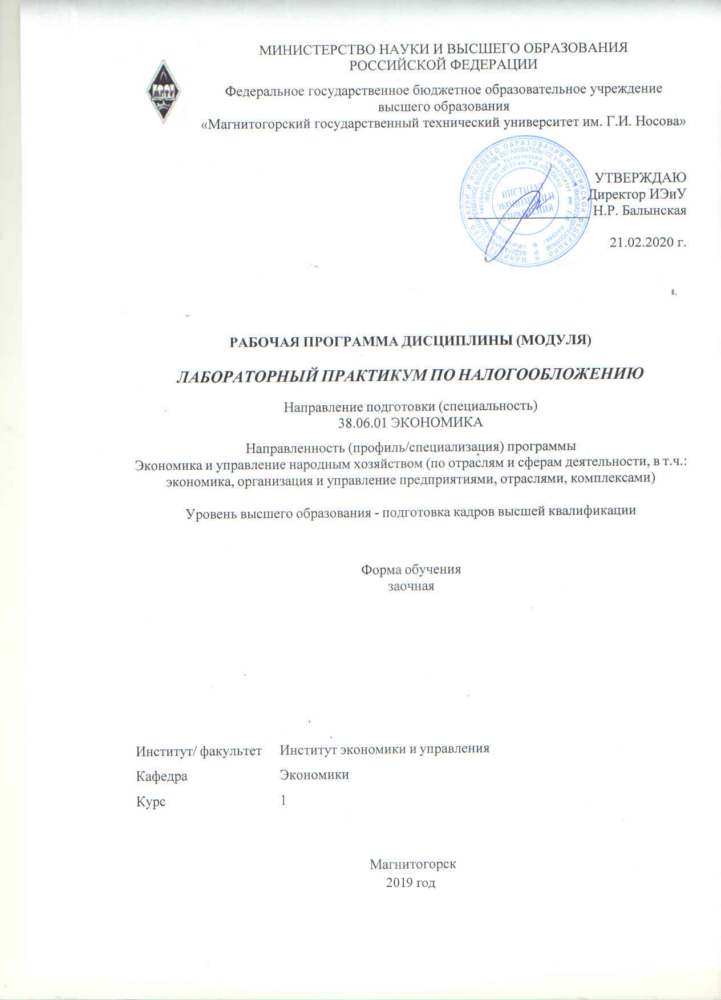 МИНИСТЕРСТВО НАУКИ И ВЫСШЕГО ОБРАЗОВАНИЯ
РОССИЙСКОЙ ФЕДЕРАЦИИ
МГТУ
Федеральное государственное бюджетное образовательное учреждение
высшего образования
«Магнитогорский государственный технический университет им. Г.И. Носова»
УТВЕРЖДАЮ
Директор ИЭиУ
Н.Р. Балынская
21.02.2020 г.
ИНСТИТУТ
ЭКОНОМИКИ И
УПРАВЛЕНИЯ
РАБОЧАЯ ПРОГРАММА ДИСЦИПЛИНЫ (МОДУЛЯ)
ЛАБОРАТОРНЫЙ ПРАКТИКУМ ПО НАЛОГООБЛОЖЕНИЮ
Направление подготовки (специальность)
38.06.01 ЭКОНОМИКА
Направленность (профиль/специализация) программы
Экономика и управление народным хозяйством (по отраслям и сферам деятельности, в т.ч.:
экономика, организация и управление предприятиями, отраслями, комплексами)
Уровень высшего образования - подготовка кадров высшей квалификации
Форма обучения
заочная
Институт/ факультет Институт экономики и управления
Кафедра Экономики
Курс 1
Магнитогорск
2019 год